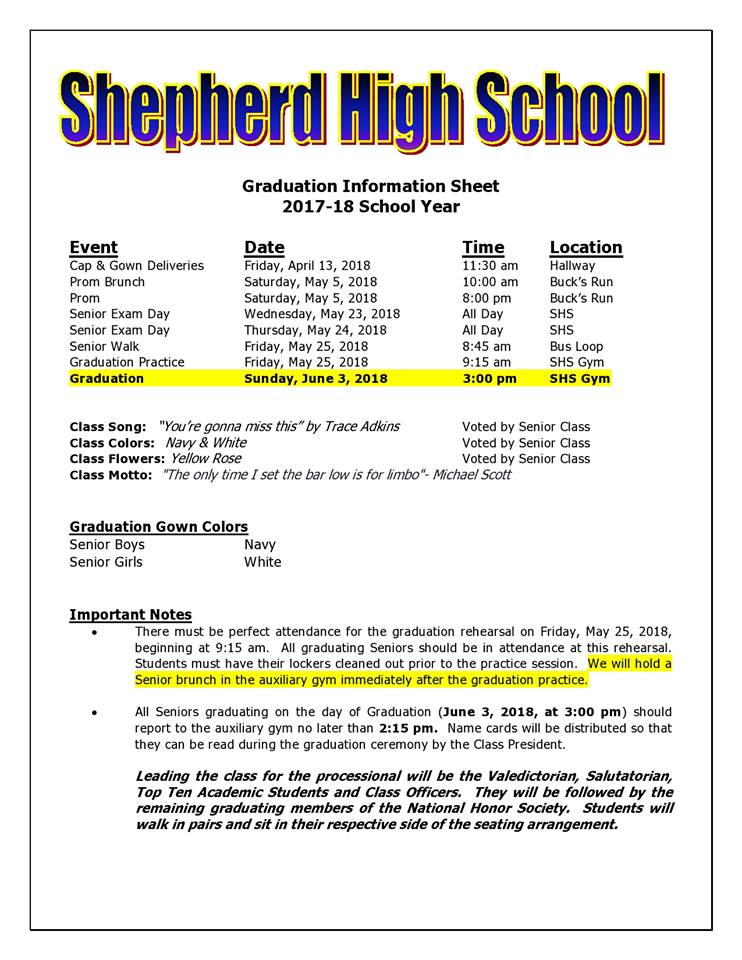 Shepherd High School
Graduation Information Sheet
2017-18 School Year
Event Date Time Location
Cap & Gown Deliveries Friday, April 13, 2018 11:30 am Hallway
Prom Brunch Saturday, May 5, 2018 10:00 am Buck's Run
Prom Saturday, May 5, 2018 8:00 pm Buck's Run
Senior Exam Day Wednesday, May 23, 2018 All Day SHS
Senior Exam Day Thursday, May 24, 2018 All Day SHS
Senior Walk Friday, May 25, 2018 8:45 am Bus Loop
Graduation Practice Friday, May 25, 2018 9:15 am SHS Gym
Graduation Sunday, June 3, 2018 3:00 pm SHS Gym
Class Song: "You're gonna miss this" by Trace Adkins Voted by Senior Class
Class Colors: Navy & White Voted by Senior Class
Class Flowers: Yellow Rose Voted by Senior Class
Class Motto: "The only time I set the bar low is for limbo"- Michael Scott
Graduation Gown Colors
Senior Boys Navy
Senior Girls White
Important Notes
• There must be perfect attendance for the graduation rehearsal on Friday, May 25, 2018,
beginning at 9:15 am. All graduating Seniors should be in attendance at this rehearsal.
Students must have their lockers cleaned out prior to the practice session. We will hold a
Senior brunch in the auxiliary gym immediately after the graduation practice.
• All Seniors graduating on the day of Graduation (June 3, 2018, at 3:00 pm) should
report to the auxiliary gym no later than 2:15 pm. Name cards will be distributed so that
they can be read during the graduation ceremony by the Class President.
Leading the class for the processional will be the Valedictorian, Salutatorian,
Top Ten Academic Students and Class Officers. They will be followed by the
remaining graduating members of the National Honor Society. Students will
walk in pairs and sit in their respective side of the seating arrangement.